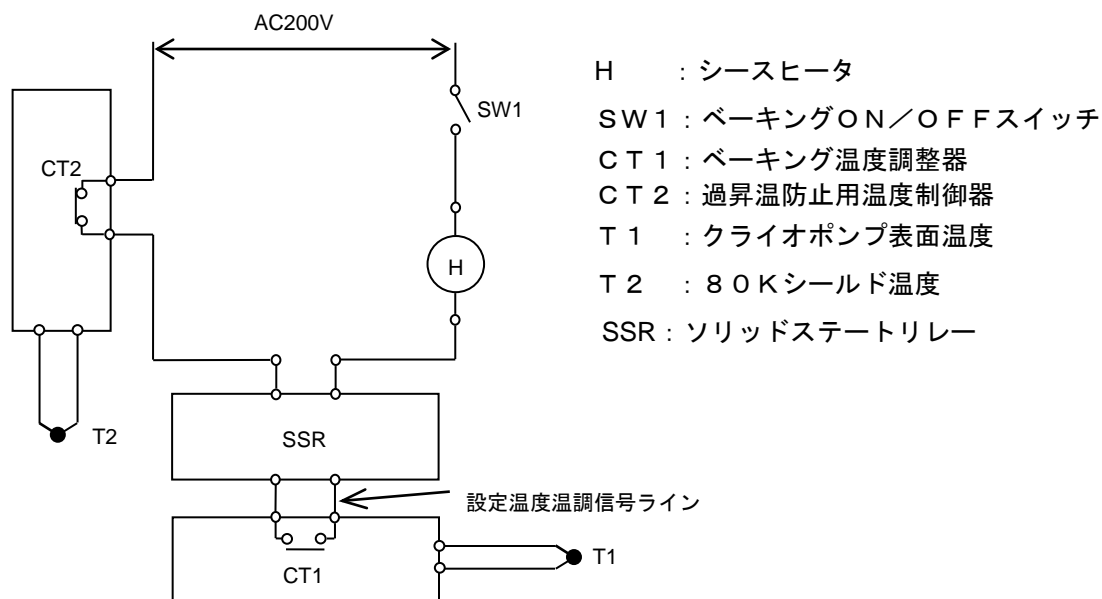 AC200V
SW1
CT2
H
T2
SSR
設定温度温調信号ライン
CT1
T1
H ：シースヒータ
ＳＷ１：ベーキングＯＮ／ＯＦＦスイッチ
ＣＴ１：ベーキング温度調整器
ＣＴ２：過昇温防止用温度制御器
Ｔ１ ：クライオポンプ表面温度
Ｔ２ ：８０Ｋシールド温度
SSR：ソリッドステートリレー